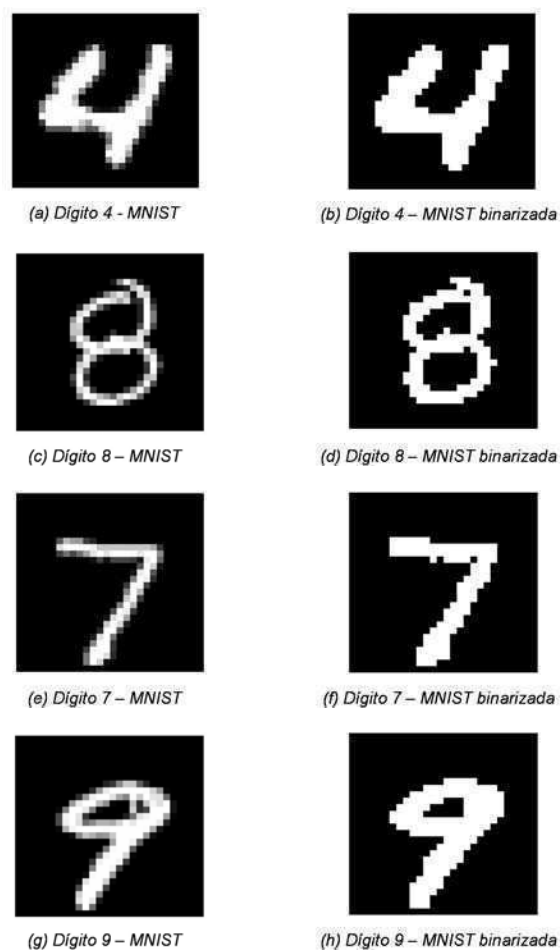 (a) Dígito 4 - MNIST
(b) Dígito 4 – MNIST binarizada
(c) Dígito 8 – MNIST
(d) Dígito 8 – MNIST binarizada
(e) Dígito 7 – MNIST
(f) Dígito 7 – MNIST binarizada
(g) Dígito 9 – MNIST
(h) Dígito 9 – MNIST binarizada